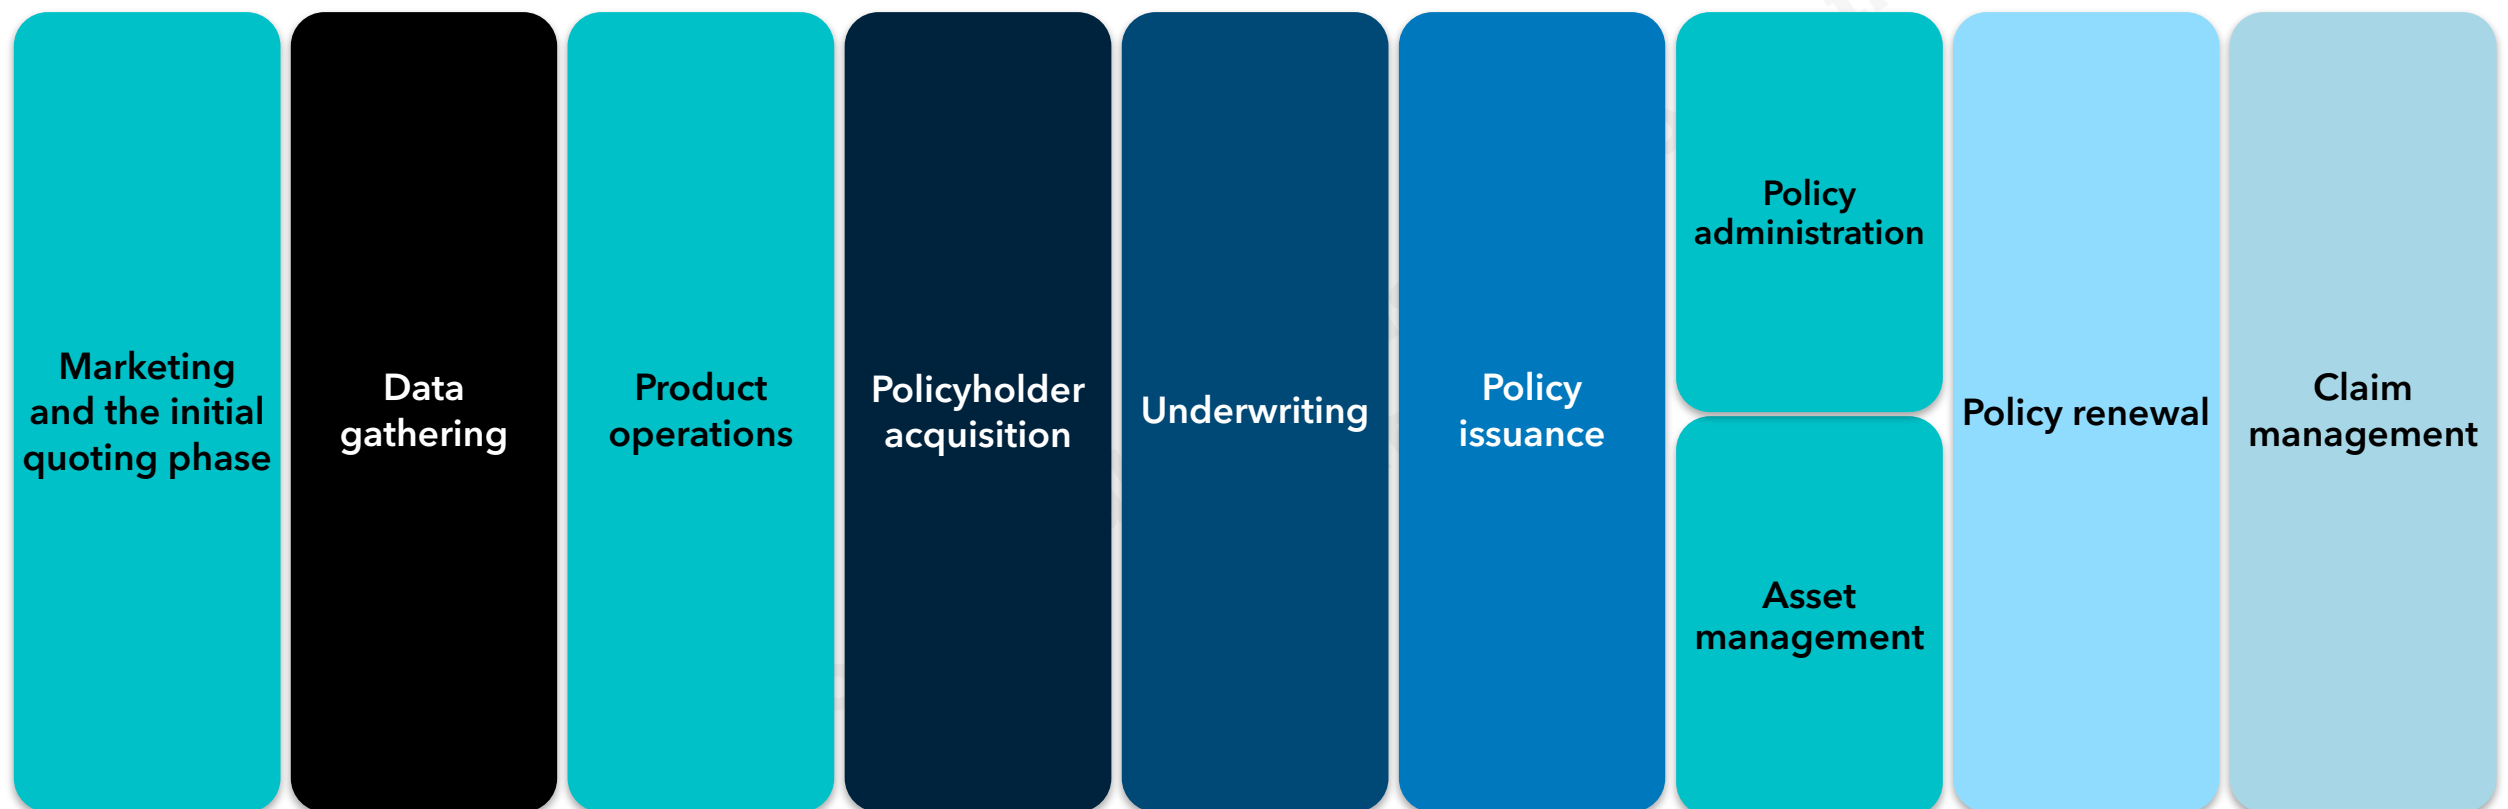 Marketing
and the initial
quoting phase
Data
gathering
Product
operations
Policyholder
acquisition
Underwriting
Policy
issuance
Policy
administration
Asset
management
Policy renewal
Claim
management